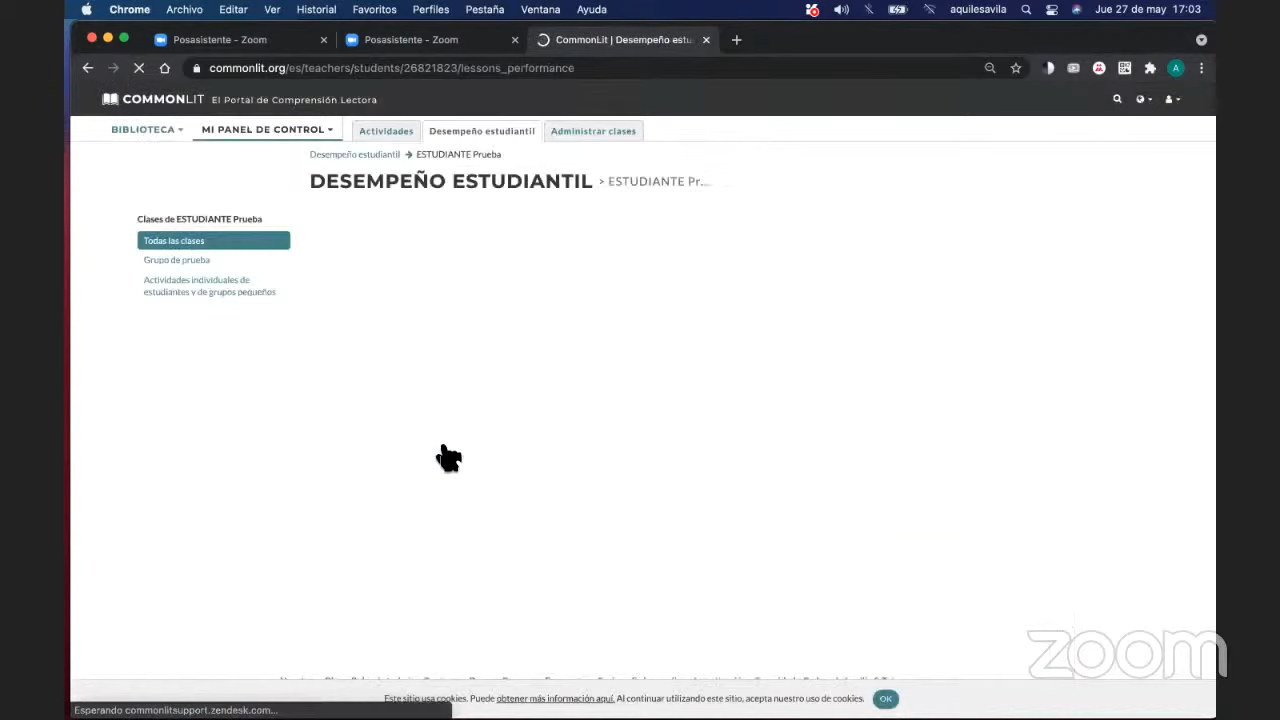 Chrome Archivo Editar Ver Historial Favoritos Perfiles Pestaña Ventana Ayuda aquilesavila Jue 27 de may 17:03
Posasistente - Zoom Posasistente - Zoom CommonLit | Desempeño estu
commonlit.org/es/teachers/students/26821823/lessons_performance A
COMMONLIT El Portal de Comprensión Lectora
BIBLIOTECA MI PANEL DE CONTROL Actividades Desempeño estudiantil Administrar clases
Desempeño estudiantil → ESTUDIANTE Prueba
DESEMPEÑO ESTUDIANTIL > ESTUDIANTE Pr...
Clases de ESTUDIANTE Prueba
Todas las clases
Grupo de prueba
Actividades individuales de
estudiantes y de grupos pequeños
zoom
Este sitio usa cookies. Puede obtener más información aquí. Al continuar utilizando este sitio, acepta nuestro uso de cookies. OK
Esperando commonlitsupport.zendesk.com...